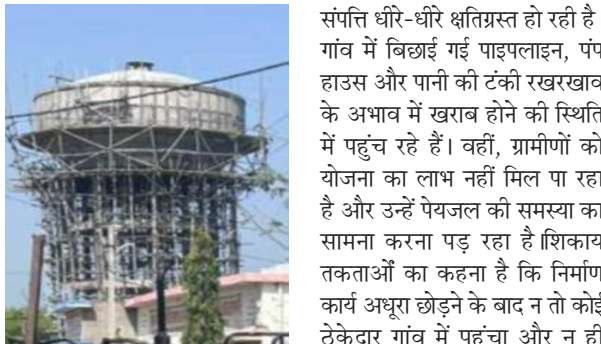 संपत्ति धीरे-धीरे क्षतिग्रस्त हो रही है
गांव में बिछाई गई पाइपलाइन, पंप
हाउस और पानी की टंकी रखरखाव
के अभाव में खराब होने की स्थिति
में पहुंच रहे हैं। वहीं, ग्रामीणों को
योजना का लाभ नहीं मिल पा रहा
है और उन्हें पेयजल की समस्या का
सामना करना पड़ रहा है।शिकाय
तकताओं का कहना है कि निर्माण
कार्य अधूरा छोड़ने के बाद न तो कोई
ठेकेदार गांव में पहुंचा और न ही